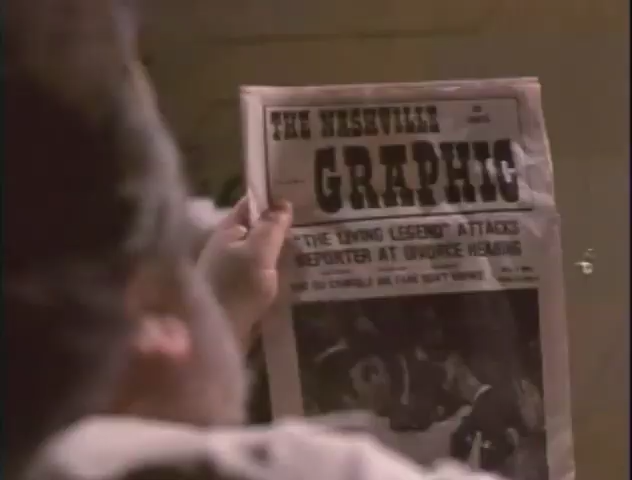 THE NASHVILLE
GRAPHIC
"THE LIVING LEGEND" ATTACKS
REPORTER AT DIVORCE HEARING